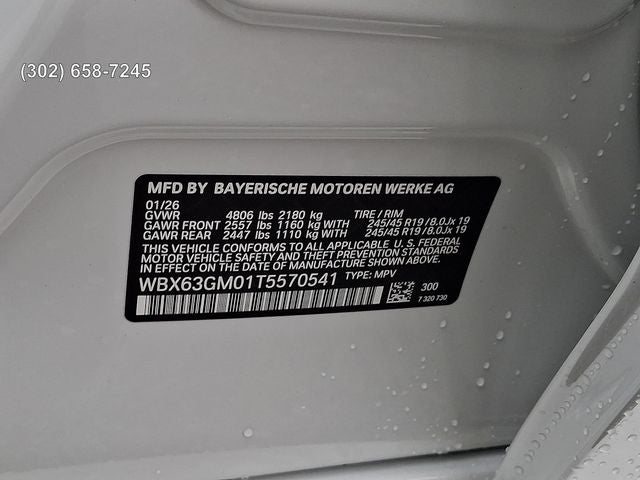 (302) 658-7245
MFD BY BAYERISCHE MOTOREN WERKE AG
01/26
GVWR 4806 lbs 2180 kg TIRE / RIM
GAWR FRONT 2557 lbs 1160 kg WITH 245/45 R19 / 8.0Jx 19
GAWR REAR 2447 lbs 1110 kg WITH 245/45 R19 / 8.0Jx 19
THIS VEHICLE CONFORMS TO ALL APPLICABLE U. S. FEDERAL
MOTOR VEHICLE SAFETY AND THEFT PREVENTION STANDARDS
IN EFFECT ON THE DATE OF MANUFACTURE SHOWN ABOVE.
WBX63GM01T5570541 TYPE: MPV
300
7 320 730